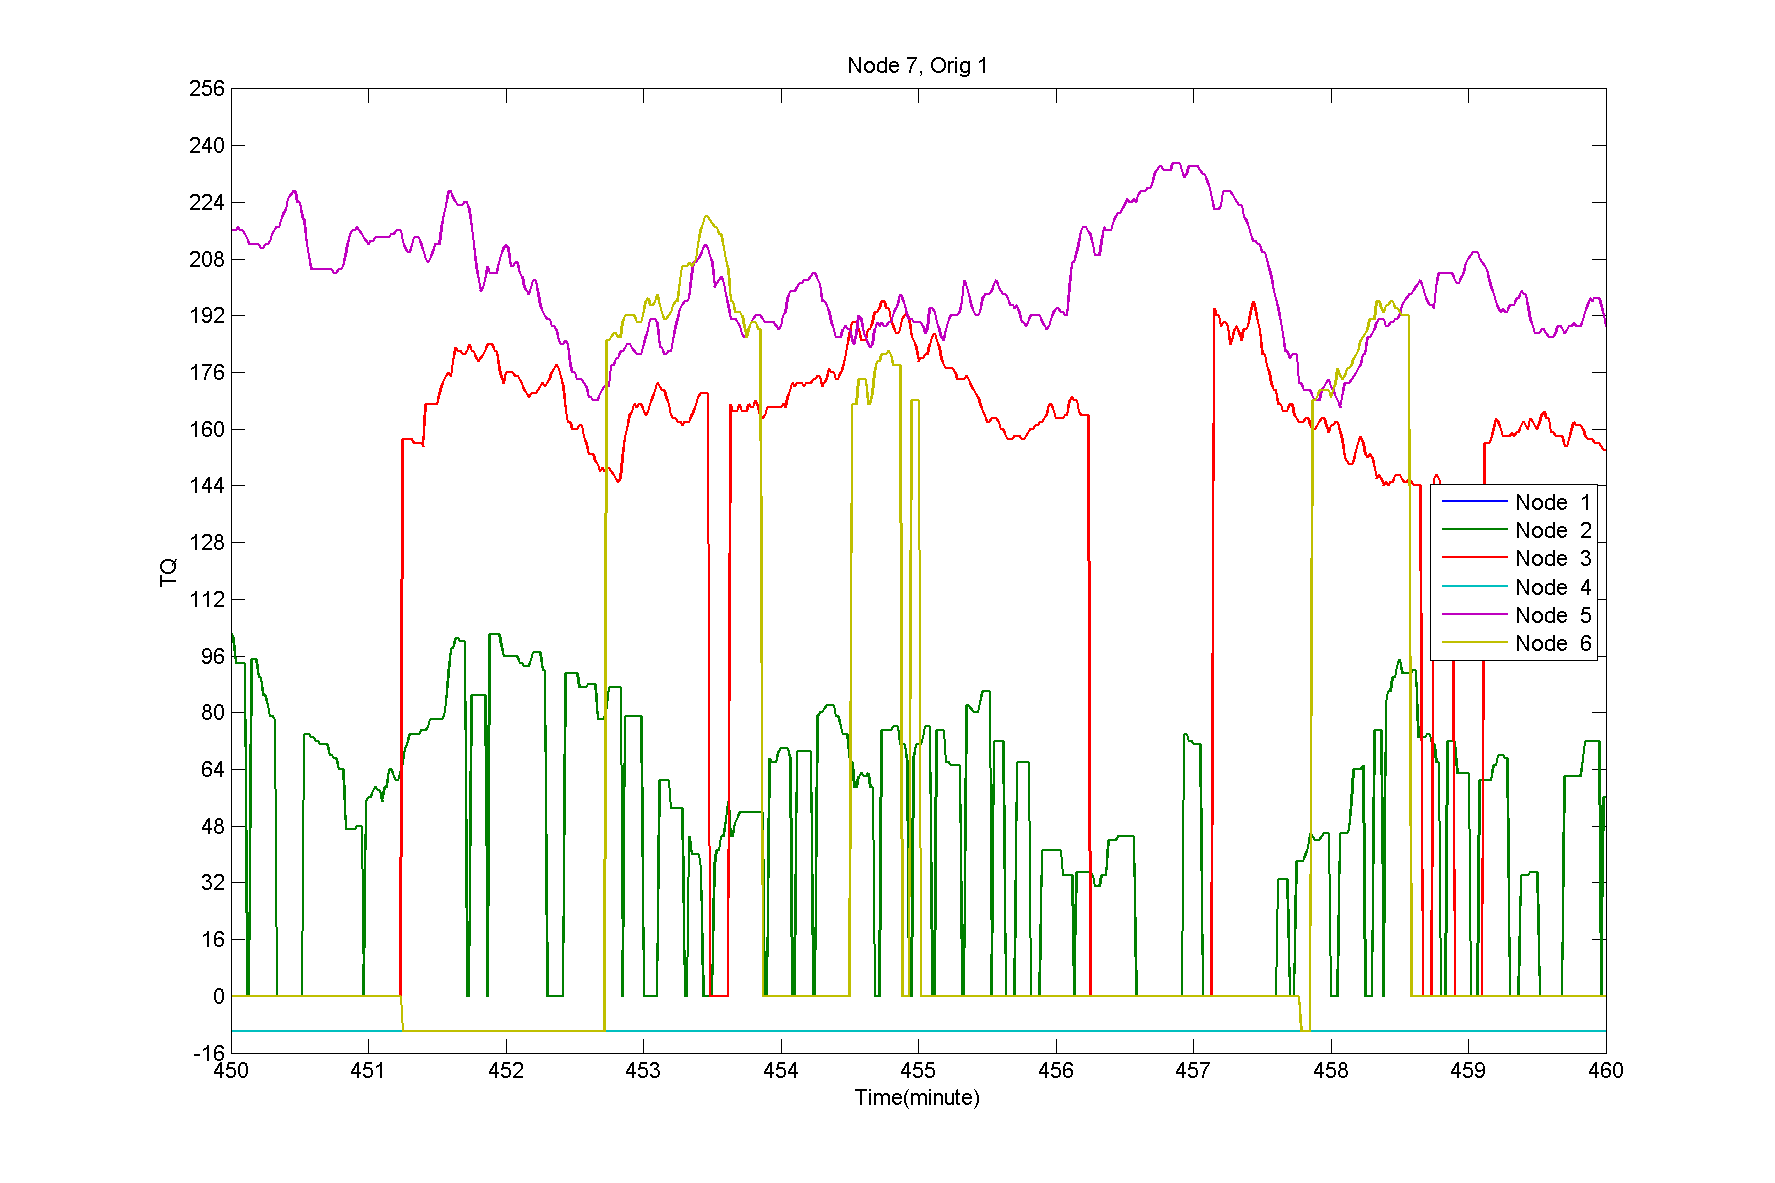 Node 7, Orig 1
256
240
224
208
192
176
160
144
128
112
96
80
64
48
32
16
0
-16
TQ
Node 1
Node 2
Node 3
Node 4
Node 5
Node 6
450 451 452 453 454 455 456 457 458 459 460
Time(minute)